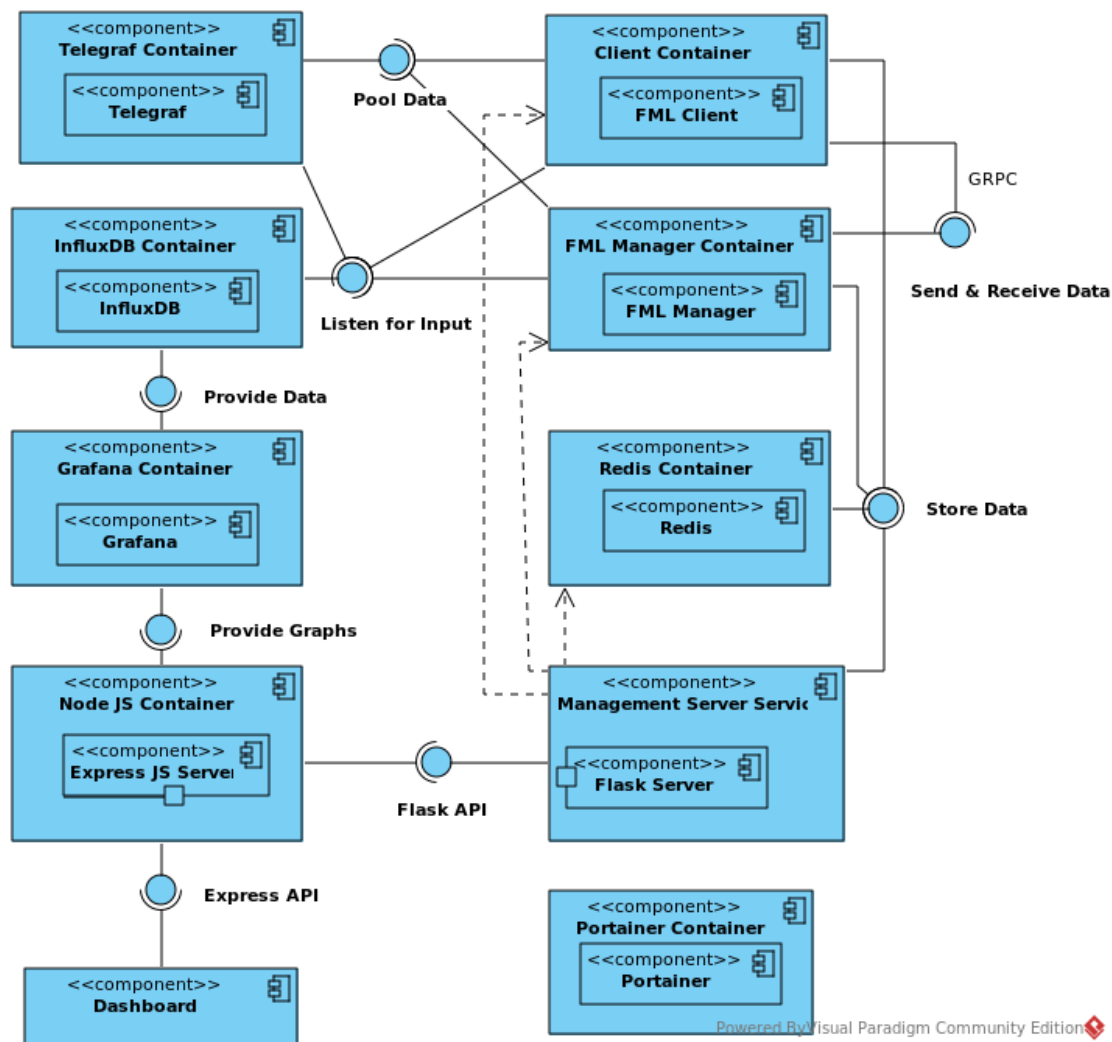 <<component>>
Telegraf Container
<<component>>
Telegraf
Pool Data
<<component>>
Client Container
<<component>>
FML Client
GRPC
Send & Receive Data
<<component>>
InfluxDB Container
<<component>>
InfluxDB
Listen for Input
<<component>>
FML Manager Container
<<component>>
FML Manager
Provide Data
<<component>>
Grafana Container
<<component>>
Grafana
<<component>>
Redis Container
<<component>>
Redis
Store Data
Provide Graphs
<<component>>
Node JS Container
<<component>>
Express JS Server
Flask API
<<component>>
Management Server Servic
<<component>>
Flask Server
Express API
<<component>>
Dashboard
<<component>>
Portainer Container
<<component>>
Portainer
Powered ByVisual Paradigm Community Edition